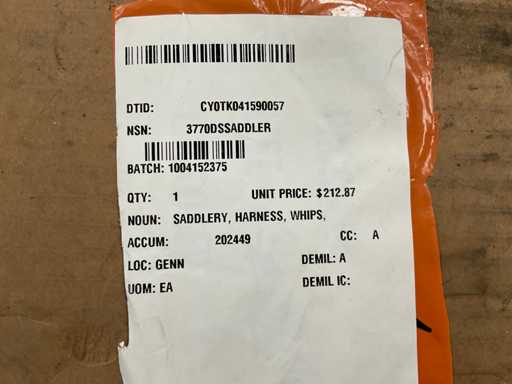 DTID: CY0TK041590057
NSN: 3770DSSADDLER
BATCH: 1004152375
QTY: 1 UNIT PRICE: $212.87
NOUN: SADDLERY, HARNESS, WHIPS,
ACCUM: 202449 CC: A
LOC: GENN DEMIL: A
UOM: EA DEMIL IC: